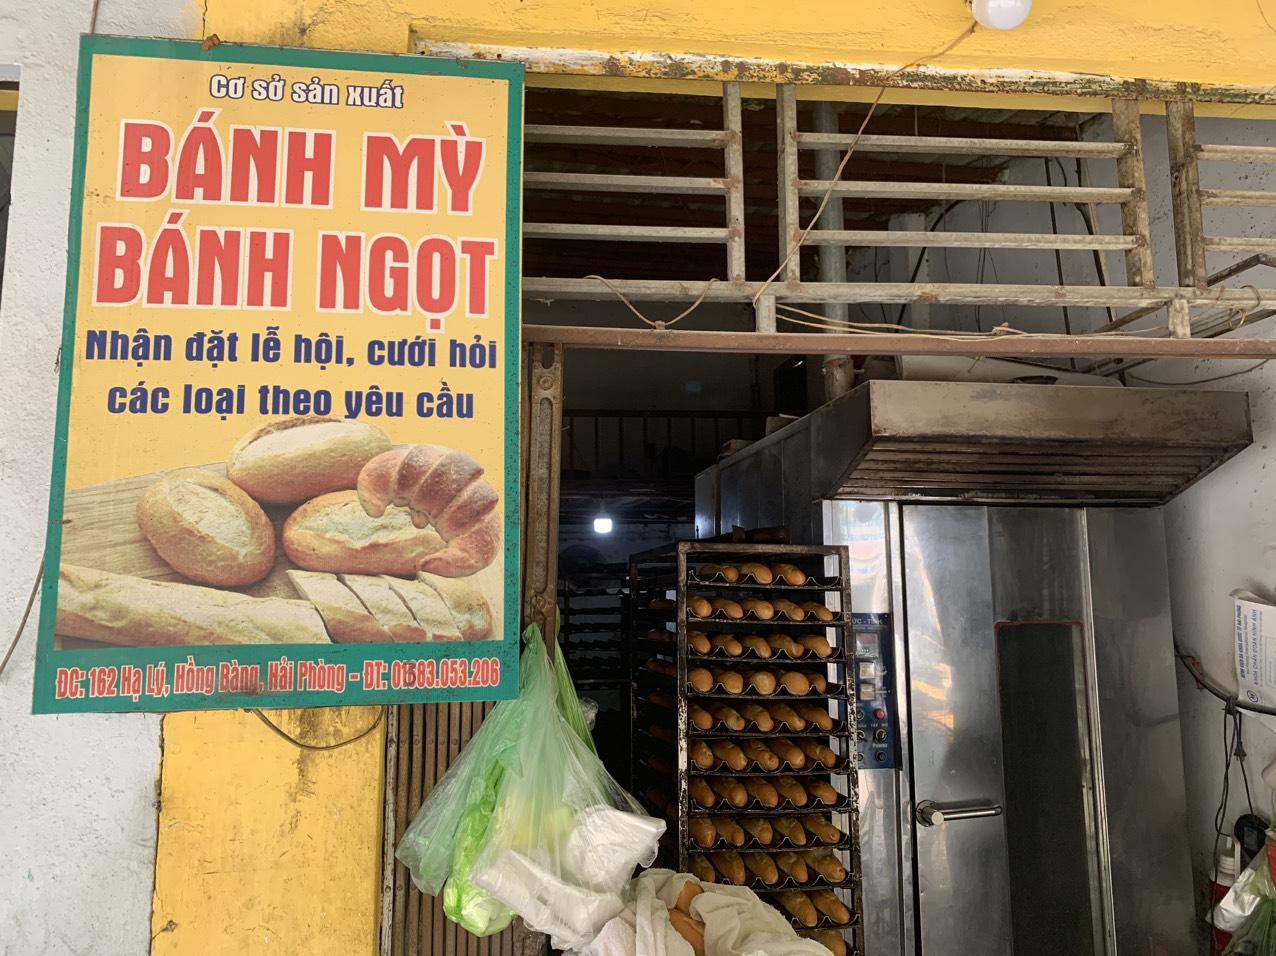 Cơ sở sản xuất
BÁNH MỲ
BÁNH NGỌT
Nhận đặt lễ hội, cưới hỏi
các loại theo yêu cầu
ĐC: 162 Hạ Lý, Hồng Bàng, Hải Phòng - ĐT: 01683.053.206
Power